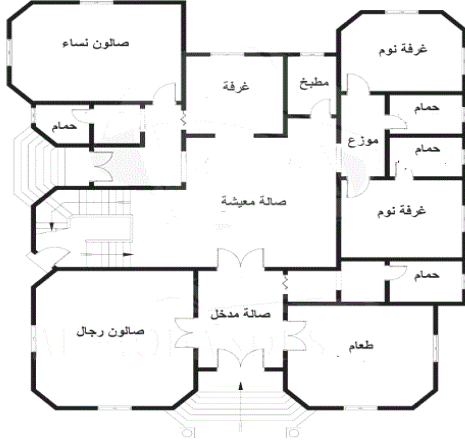 صالون نساء
غرفة نوم
غرفة
مطبخ
حمام
حمام
موزع
حمام
صالة معيشة
غرفة نوم
حمام
صالة مدخل
صالون رجال
طعام